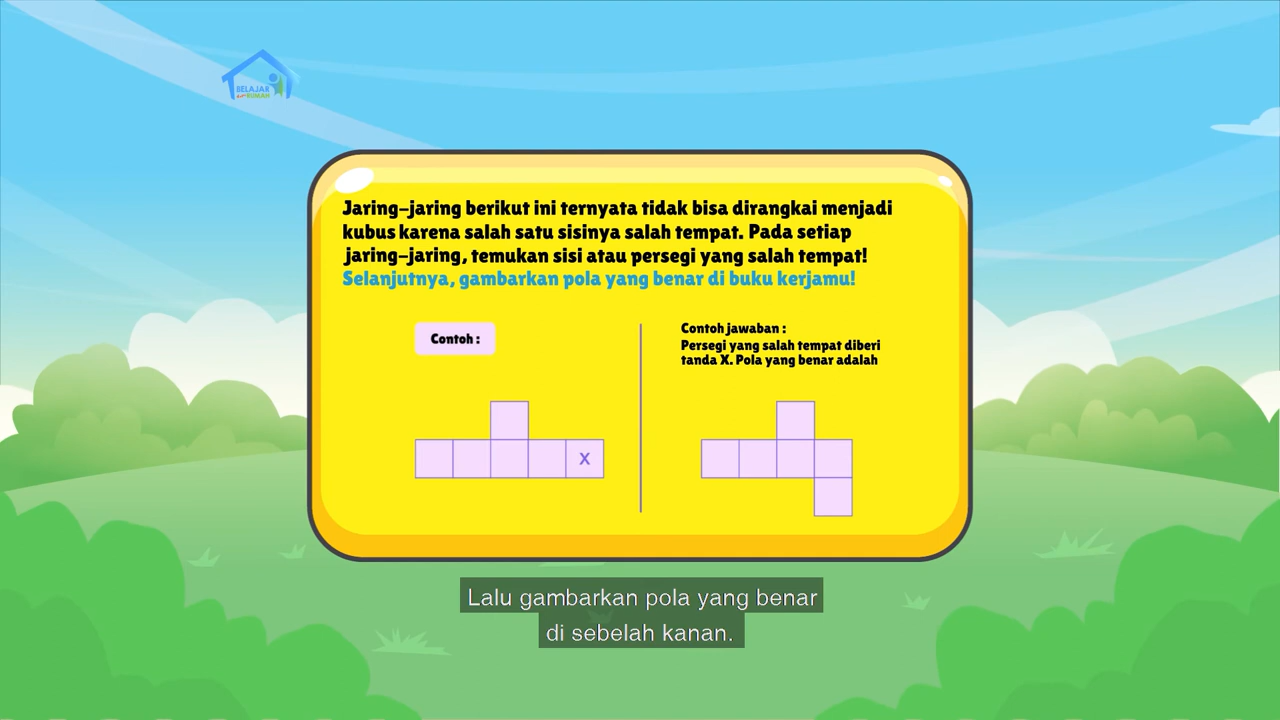 BELAJAR
dari RUMAH
Jaring-jaring berikut ini ternyata tidak bisa dirangkai menjadi
kubus karena salah satu sisinya salah tempat. Pada setiap
jaring-jaring, temukan sisi atau persegi yang salah tempat!
Selanjutnya, gambarkan pola yang benar di buku kerjamu!
Contoh :
Contoh jawaban :
Persegi yang salah tempat diberi
tanda X. Pola yang benar adalah
X
Lalu gambarkan pola yang benar
di sebelah kanan.